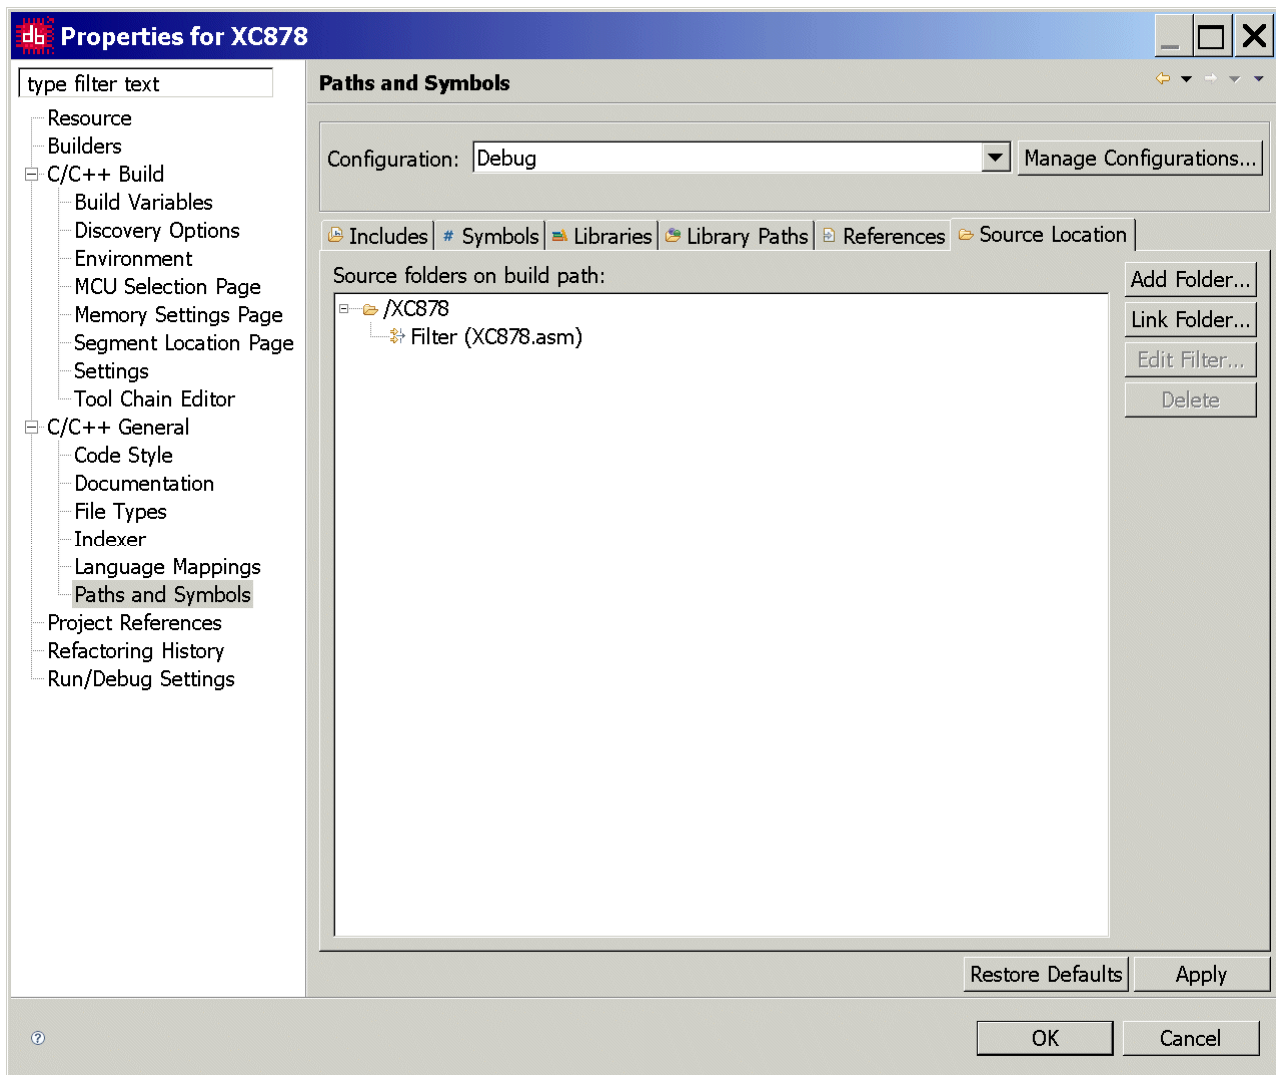 db Properties for XC878
type filter text
Resource
Builders
C/C++ Build
Build Variables
Discovery Options
Environment
MCU Selection Page
Memory Settings Page
Segment Location Page
Settings
Tool Chain Editor
C/C++ General
Code Style
Documentation
File Types
Indexer
Language Mappings
Paths and Symbols
Project References
Refactoring History
Run/Debug Settings
Paths and Symbols
Configuration: Debug Manage Configurations...
Includes # Symbols Libraries Library Paths References Source Location
Source folders on build path:
/XC878
Filter (XC878.asm)
Add Folder...
Link Folder...
Edit Filter...
Delete
Restore Defaults Apply
? OK Cancel